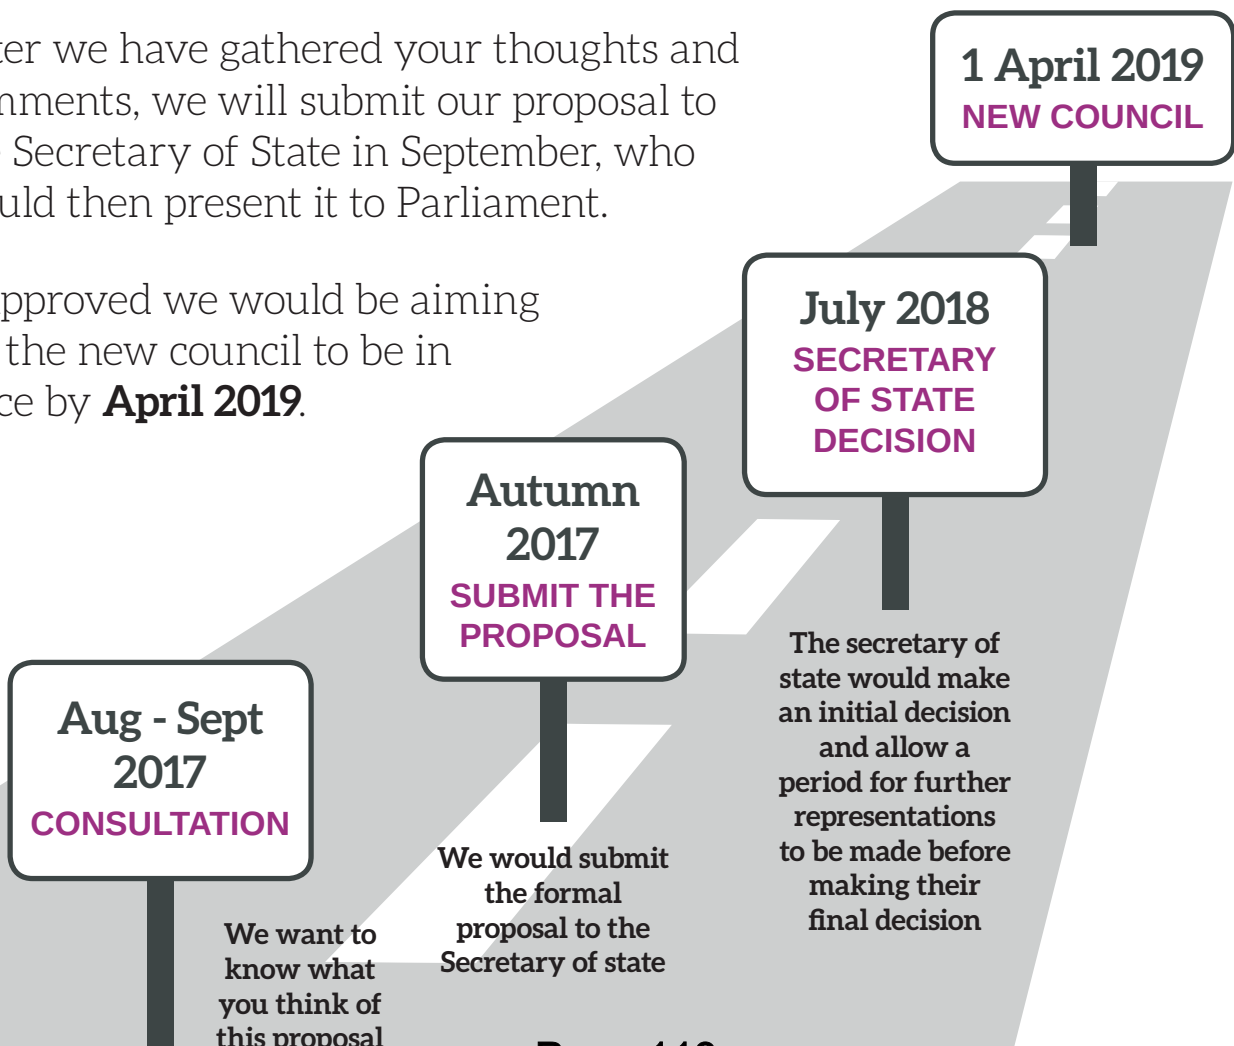 ter we have gathered your thoughts and
mments, we will submit our proposal to
Secretary of State in September, who
uld then present it to Parliament.
pproved we would be aiming
the new council to be in
ce by April 2019.
1 April 2019
NEW COUNCIL
July 2018
SECRETARY
OF STATE
DECISION
The secretary of
state would make
an initial decision
and allow a
period for further
representations
to be made before
making their
final decision
Autumn
2017
SUBMIT THE
PROPOSAL
We would submit
the formal
proposal to the
Secretary of state
Aug - Sept
2017
CONSULTATION
We want to
know what
you think of
this proposal